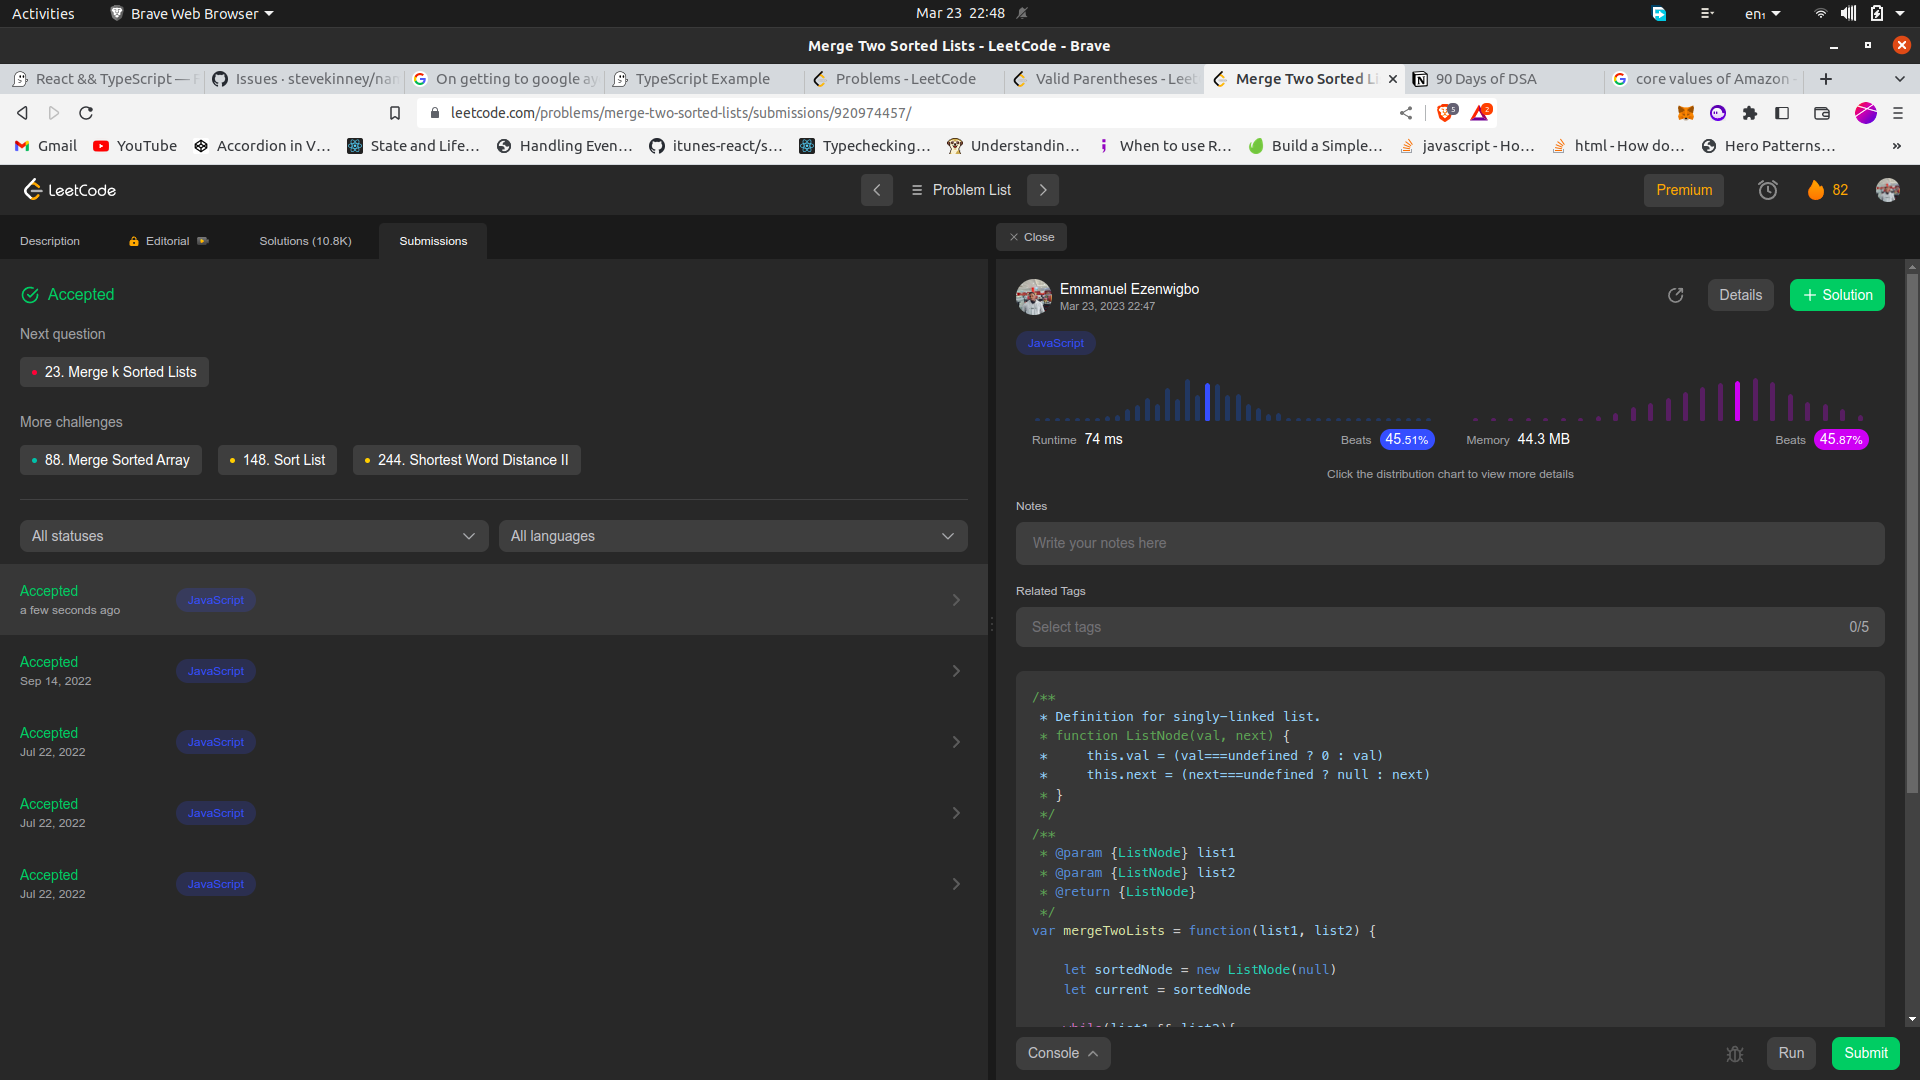 Activities
Brave Web Browser
Mar 23 22:48
en₁
Merge Two Sorted Lists - LeetCode - Brave
React && TypeScript —
Issues · stevekinney/nar
On getting to google ay
TypeScript Example
Problems - LeetCode
Valid Parentheses - Leet
Merge Two Sorted Li
90 Days of DSA
core values of Amazon -
leetcode.com/problems/merge-two-sorted-lists/submissions/920974457/
5
2
Gmail
YouTube
Accordion in V...
State and Life...
Handling Even...
itunes-react/s...
Typechecking...
Understandin...
When to use R...
Build a Simple...
javascript - Ho...
html - How do...
Hero Patterns...
»
LeetCode
Problem List
Premium
82
Description
Editorial
Solutions (10.8K)
Submissions
Close
Accepted
Next question
23. Merge k Sorted Lists
More challenges
88. Merge Sorted Array
148. Sort List
244. Shortest Word Distance II
All statuses
All languages
Accepted
a few seconds ago
JavaScript
Accepted
Sep 14, 2022
JavaScript
Accepted
Jul 22, 2022
JavaScript
Accepted
Jul 22, 2022
JavaScript
Accepted
Jul 22, 2022
JavaScript
Emmanuel Ezenwigbo
Mar 23, 2023 22:47
Details
+ Solution
JavaScript
Runtime 74 ms
Beats 45.51%
Memory 44.3 MB
Beats 45.87%
Click the distribution chart to view more details
Notes
Write your notes here
Related Tags
Select tags
0/5
/**
 * Definition for singly-linked list.
 * function ListNode(val, next) {
 *     this.val = (val===undefined ? 0 : val)
 *     this.next = (next===undefined ? null : next)
 * }
 */
/**
 * @param {ListNode} list1
 * @param {ListNode} list2
 * @return {ListNode}
 */
var mergeTwoLists = function(list1, list2) {
    let sortedNode = new ListNode(null)
    let current = sortedNode
    while(list1 && list2){
Console
Run
Submit